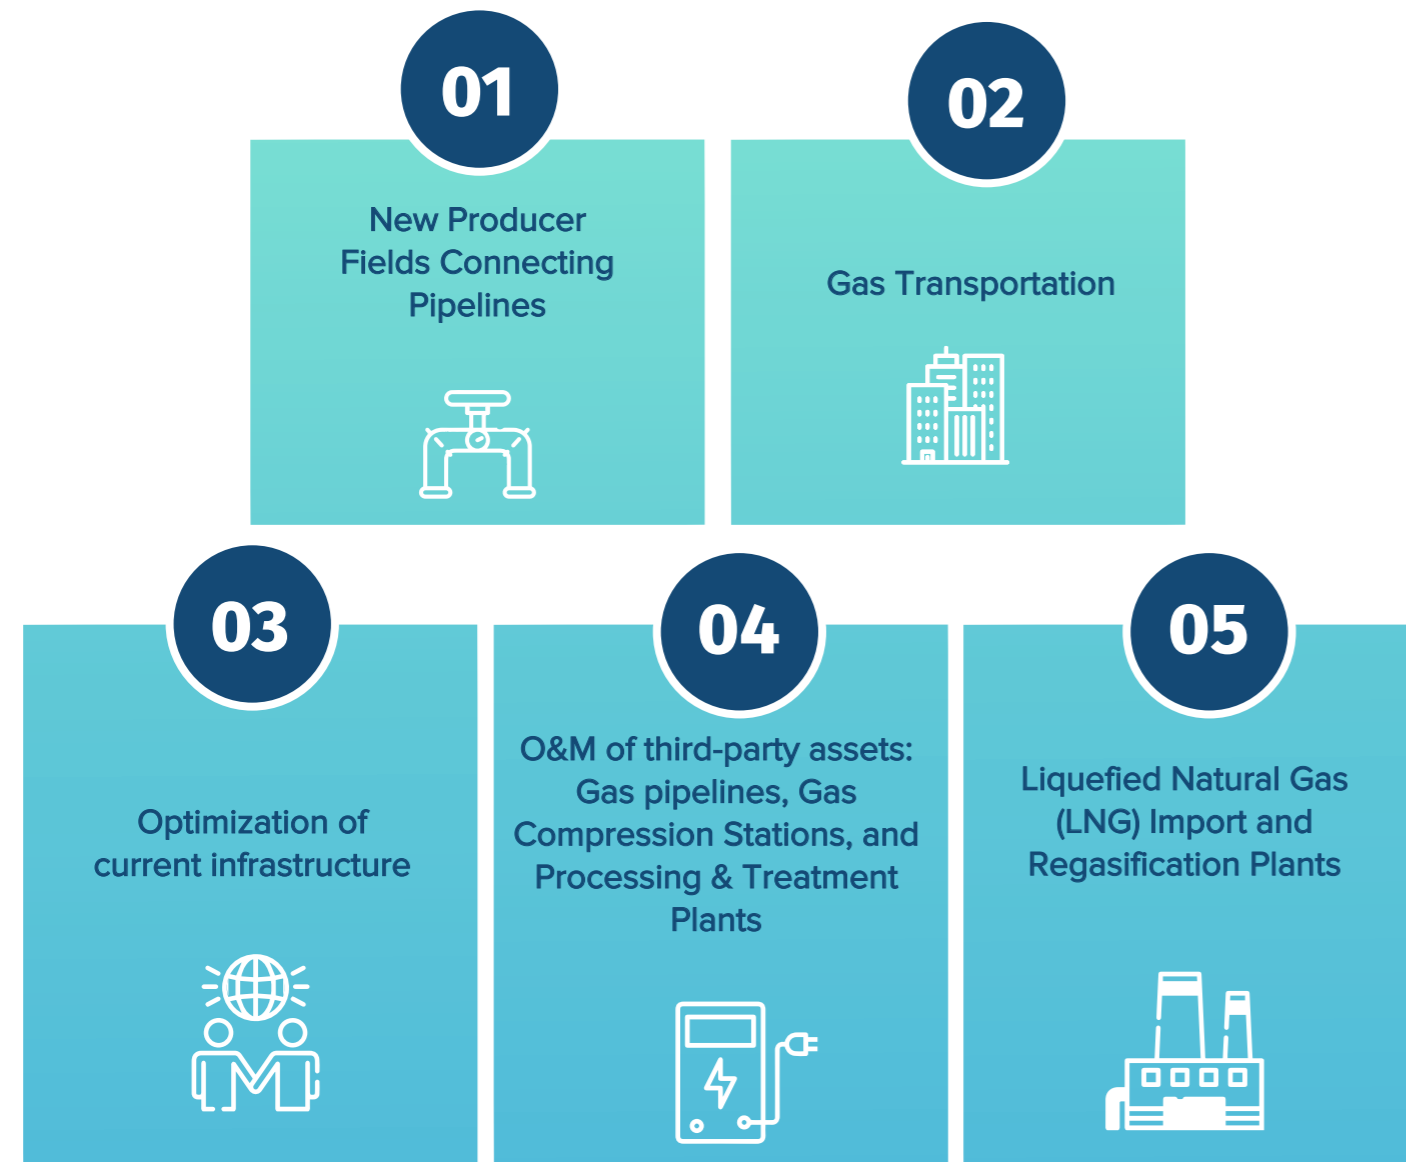 01
New Producer
Fields Connecting
Pipelines
02
Gas Transportation
03
Optimization of
current infrastructure
04
O&M of third-party assets:
Gas pipelines, Gas
Compression Stations, and
Processing & Treatment
Plants
05
Liquefied Natural Gas
(LNG) Import and
Regasification Plants